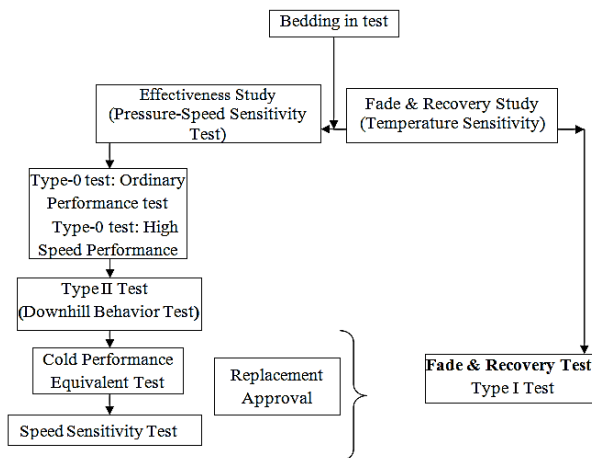 Bedding in test
Effectiveness Study
(Pressure-Speed Sensitivity
Test)
Fade & Recovery Study
(Temperature Sensitivity)
Type-0 test: Ordinary
Performance test
Type-0 test: High
Speed Performance
Type II Test
(Downhill Behavior Test)
Cold Performance
Equivalent Test
Speed Sensitivity Test
Replacement
Approval
Fade & Recovery Test
Type I Test